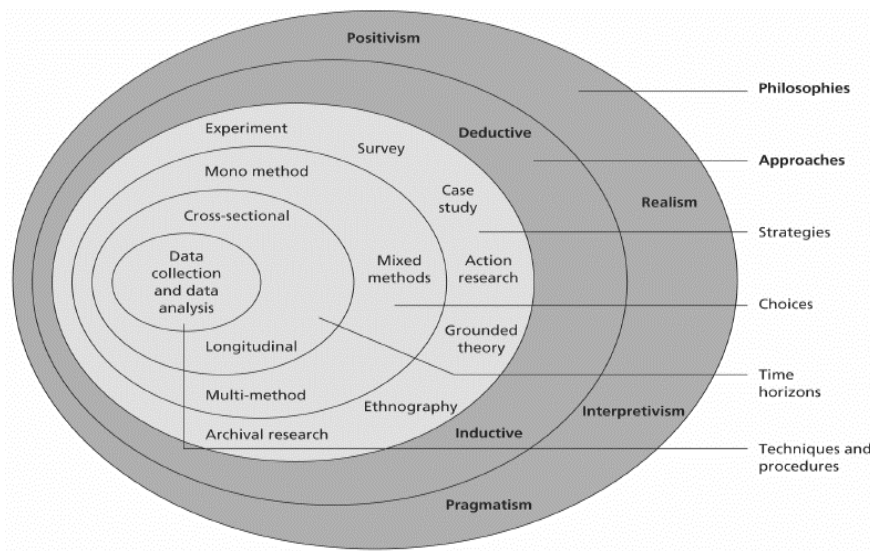 Positivism
Philosophies
Experiment
Deductive
Survey
Approaches
Mono method
Case
study
Realism
Cross-sectional
Strategies
Data
collection
and data
analysis
Mixed
methods
Action
research
Choices
Grounded
theory
Longitudinal
Time
horizons
Multi-method
Ethnography
Interpretivism
Archival research
Inductive
Techniques and
procedures
Pragmatism